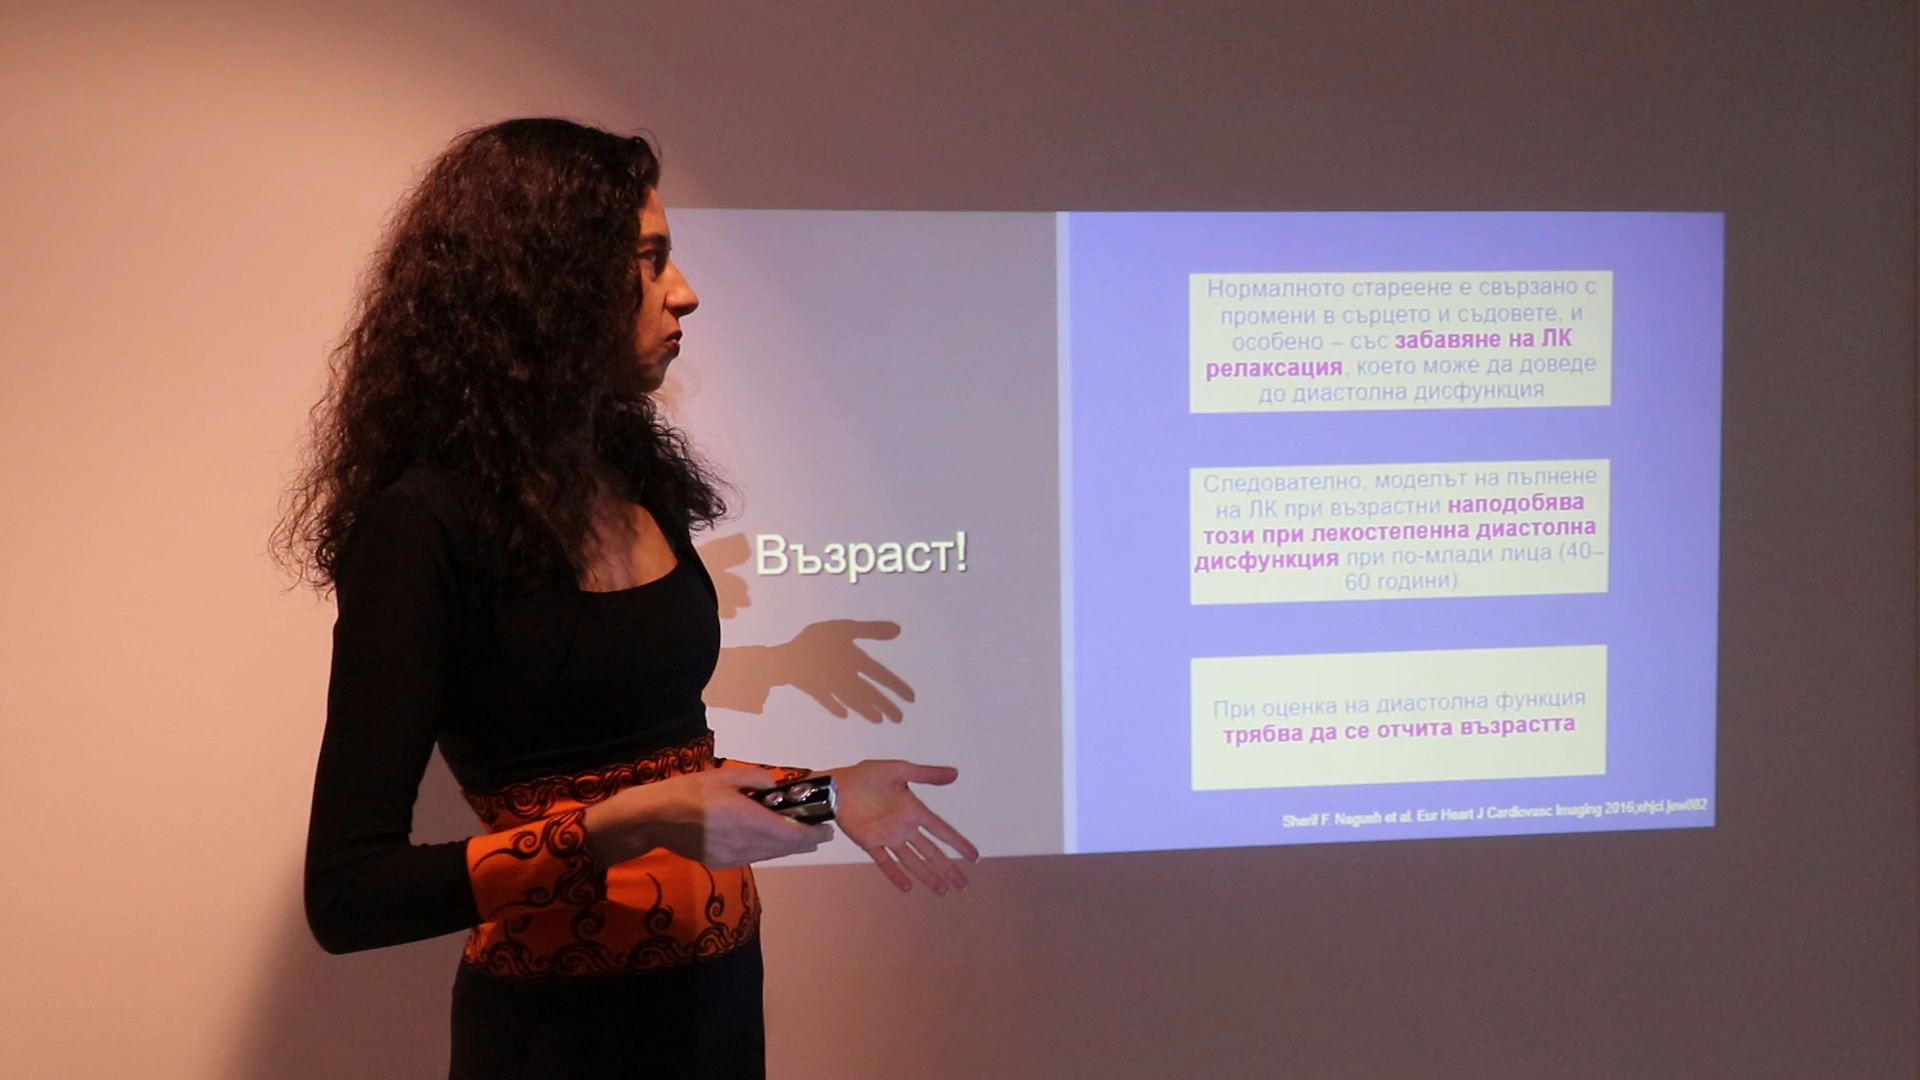 Възраст!
Нормалното стареене е свързано с
промени в сърцето и съдовете, и
особено – със забавяне на ЛК
релаксация, което може да доведе
до диастолна дисфункция
Следователно, моделът на пълнене
на ЛК при възрастни наподобява
този при лекостепенна диастолна
дисфункция при по-млади лица (40–
60 години)
При оценка на диастолна функция
трябва да се отчита възрастта
Sherif F. Nagueh et al. Eur Heart J Cardiovasc Imaging 2016;ehjci.jew082